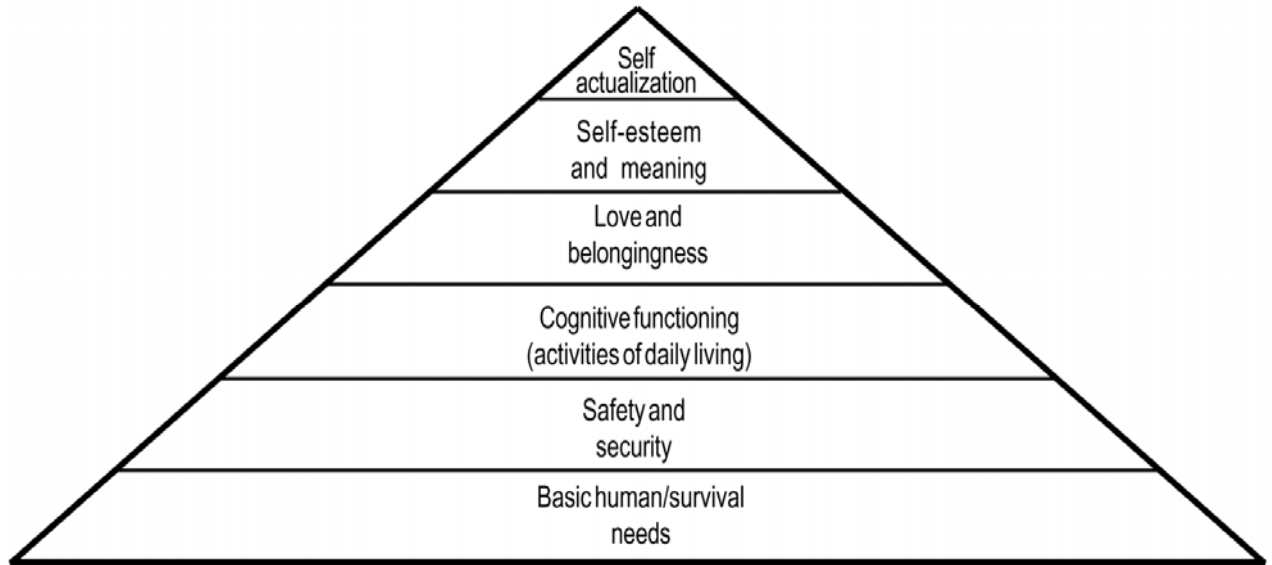 Self
actualization
Self-esteem
and meaning
Love and
belongingness
Cognitive functioning
(activities of daily living)
Safety and
security
Basic human/survival
needs